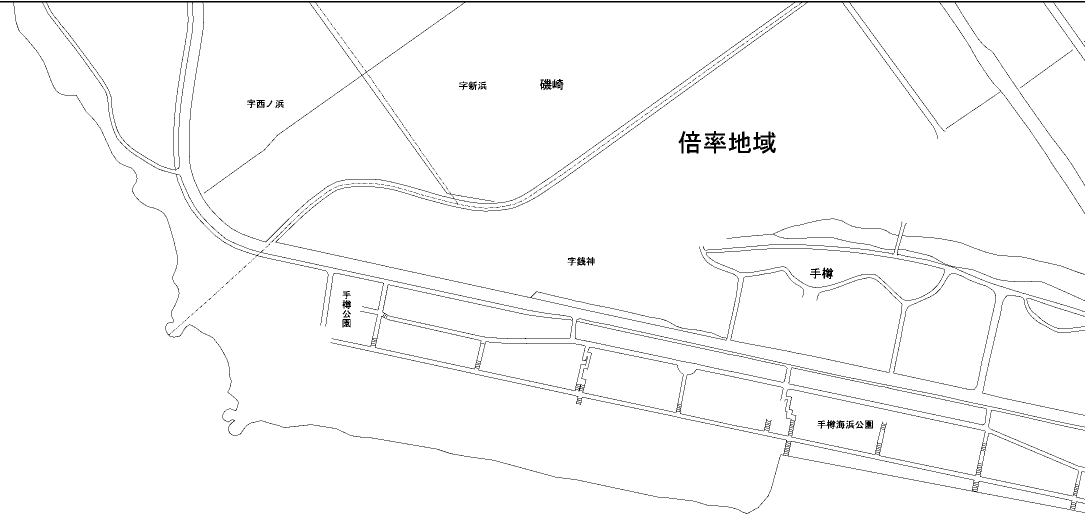 字新浜
磯崎
字西ノ浜
倍率地域
字銭神
手樽
手樽公園
手樽海浜公園